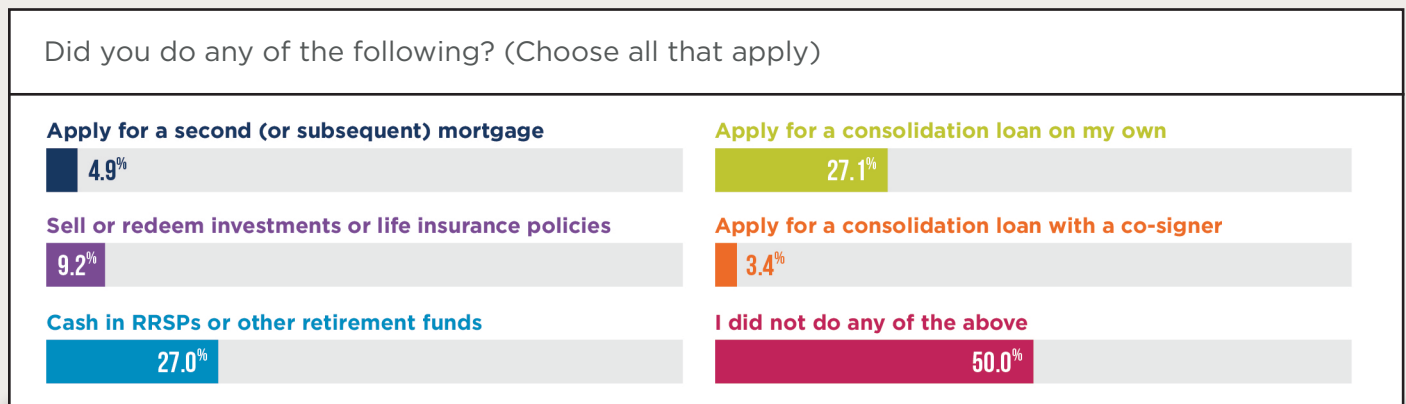 Did you do any of the following? (Choose all that apply)
Apply for a second (or subsequent) mortgage
4.9%
Sell or redeem investments or life insurance policies
9.2%
Cash in RRSPs or other retirement funds
27.0%
Apply for a consolidation loan on my own
27.1%
Apply for a consolidation loan with a co-signer
3.4%
I did not do any of the above
50.0%